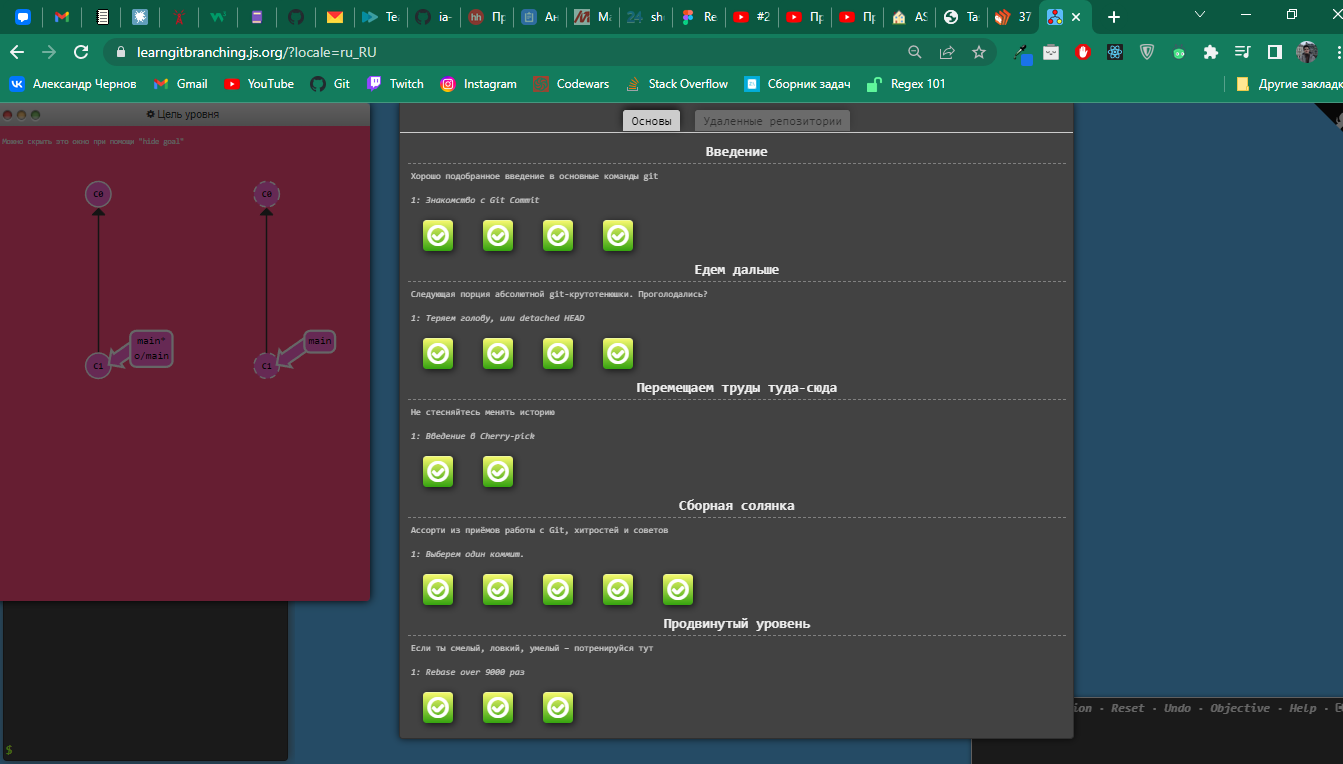 Te
ia-
hh
Пр
Ан
Ma
24
sh
Re
#2
Пр
Пр
AS
Та
37
learngitbranching.js.org/?locale=ru_RU
Александр Чернов
Gmail
YouTube
Git
Twitch
Instagram
Codewars
Stack Overflow
Сборник задач
Regex 101
Другие закладк
Цель уровня
Можно скрыть это окно при помощи "hide goal"
C0
C0
main*
o/main
C1
main
C1
Основы
Удаленные репозитории
Введение
Хорошо подобранное введение в основные команды git
1: Знакомство с Git Commit
Едем дальше
Следующая порция абсолютной git-крутотенюшки. Проголодались?
1: Теряем голову, или detached HEAD
Перемещаем труды туда-сюда
Не стесняйтесь менять историю
1: Введение в Cherry-pick
Сборная солянка
Ассорти из приёмов работы с Git, хитростей и советов
1: Выберем один коммит.
Продвинутый уровень
Если ты смелый, ловкий, умелый – потренируйся тут
1: Rebase over 9000 раз
$
ion - Reset - Undo - Objective - Help -